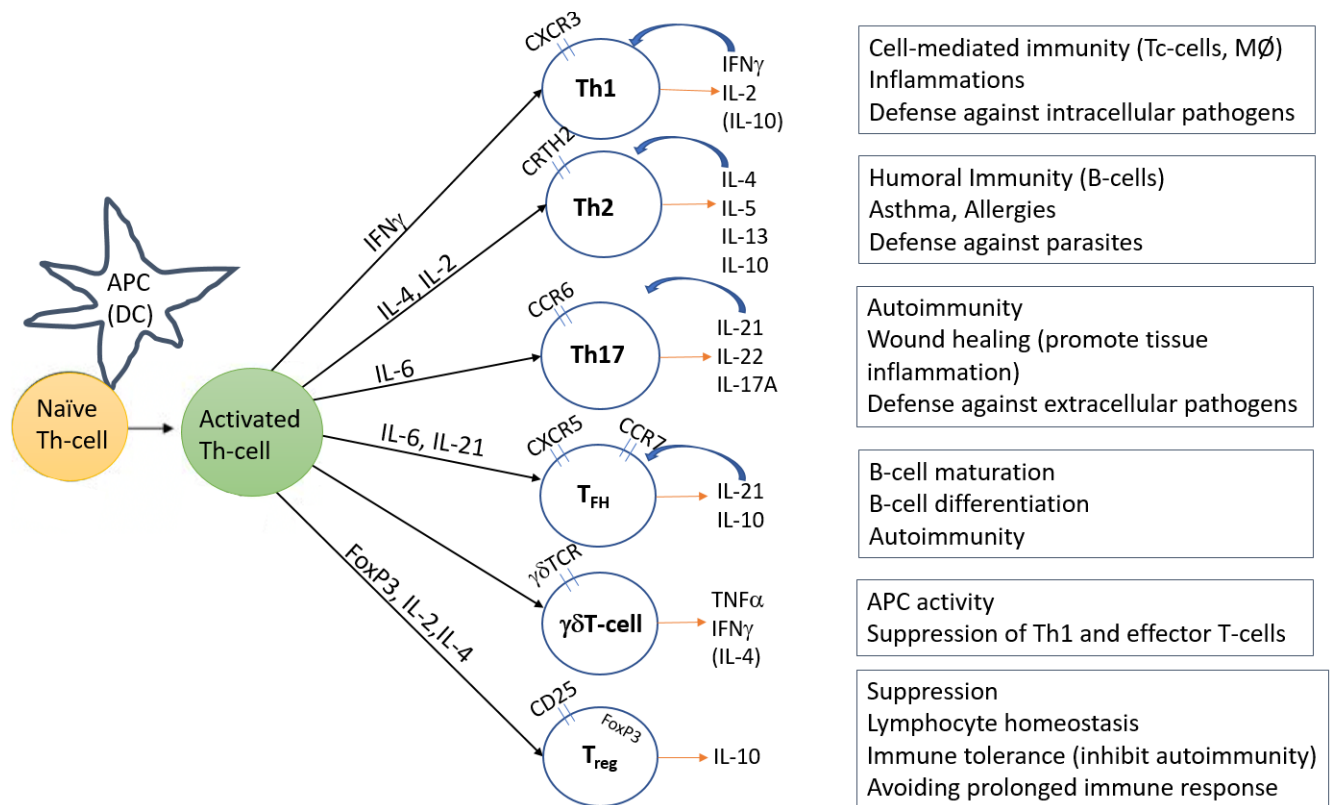 APC
(DC)
Naïve
Th-cell
Activated
Th-cell
IFNγ
IL-4, IL-2
IL-6
IL-6, IL-21
FoxP3, IL-2,IL-4
CXCR3
Th1
IFNγ
IL-2
(IL-10)
Cell-mediated immunity (Tc-cells, MØ)
Inflammations
Defense against intracellular pathogens
CRTH2
Th2
IL-4
IL-5
IL-13
IL-10
Humoral Immunity (B-cells)
Asthma, Allergies
Defense against parasites
CCR6
Th17
IL-21
IL-22
IL-17A
Autoimmunity
Wound healing (promote tissue
inflammation)
Defense against extracellular pathogens
CXCR5
CCR7
TFH
IL-21
IL-10
B-cell maturation
B-cell differentiation
Autoimmunity
γδTCR
γδT-cell
TNFα
IFNγ
(IL-4)
APC activity
Suppression of Th1 and effector T-cells
CD25
FoxP3
Treg
IL-10
Suppression
Lymphocyte homeostasis
Immune tolerance (inhibit autoimmunity)
Avoiding prolonged immune response